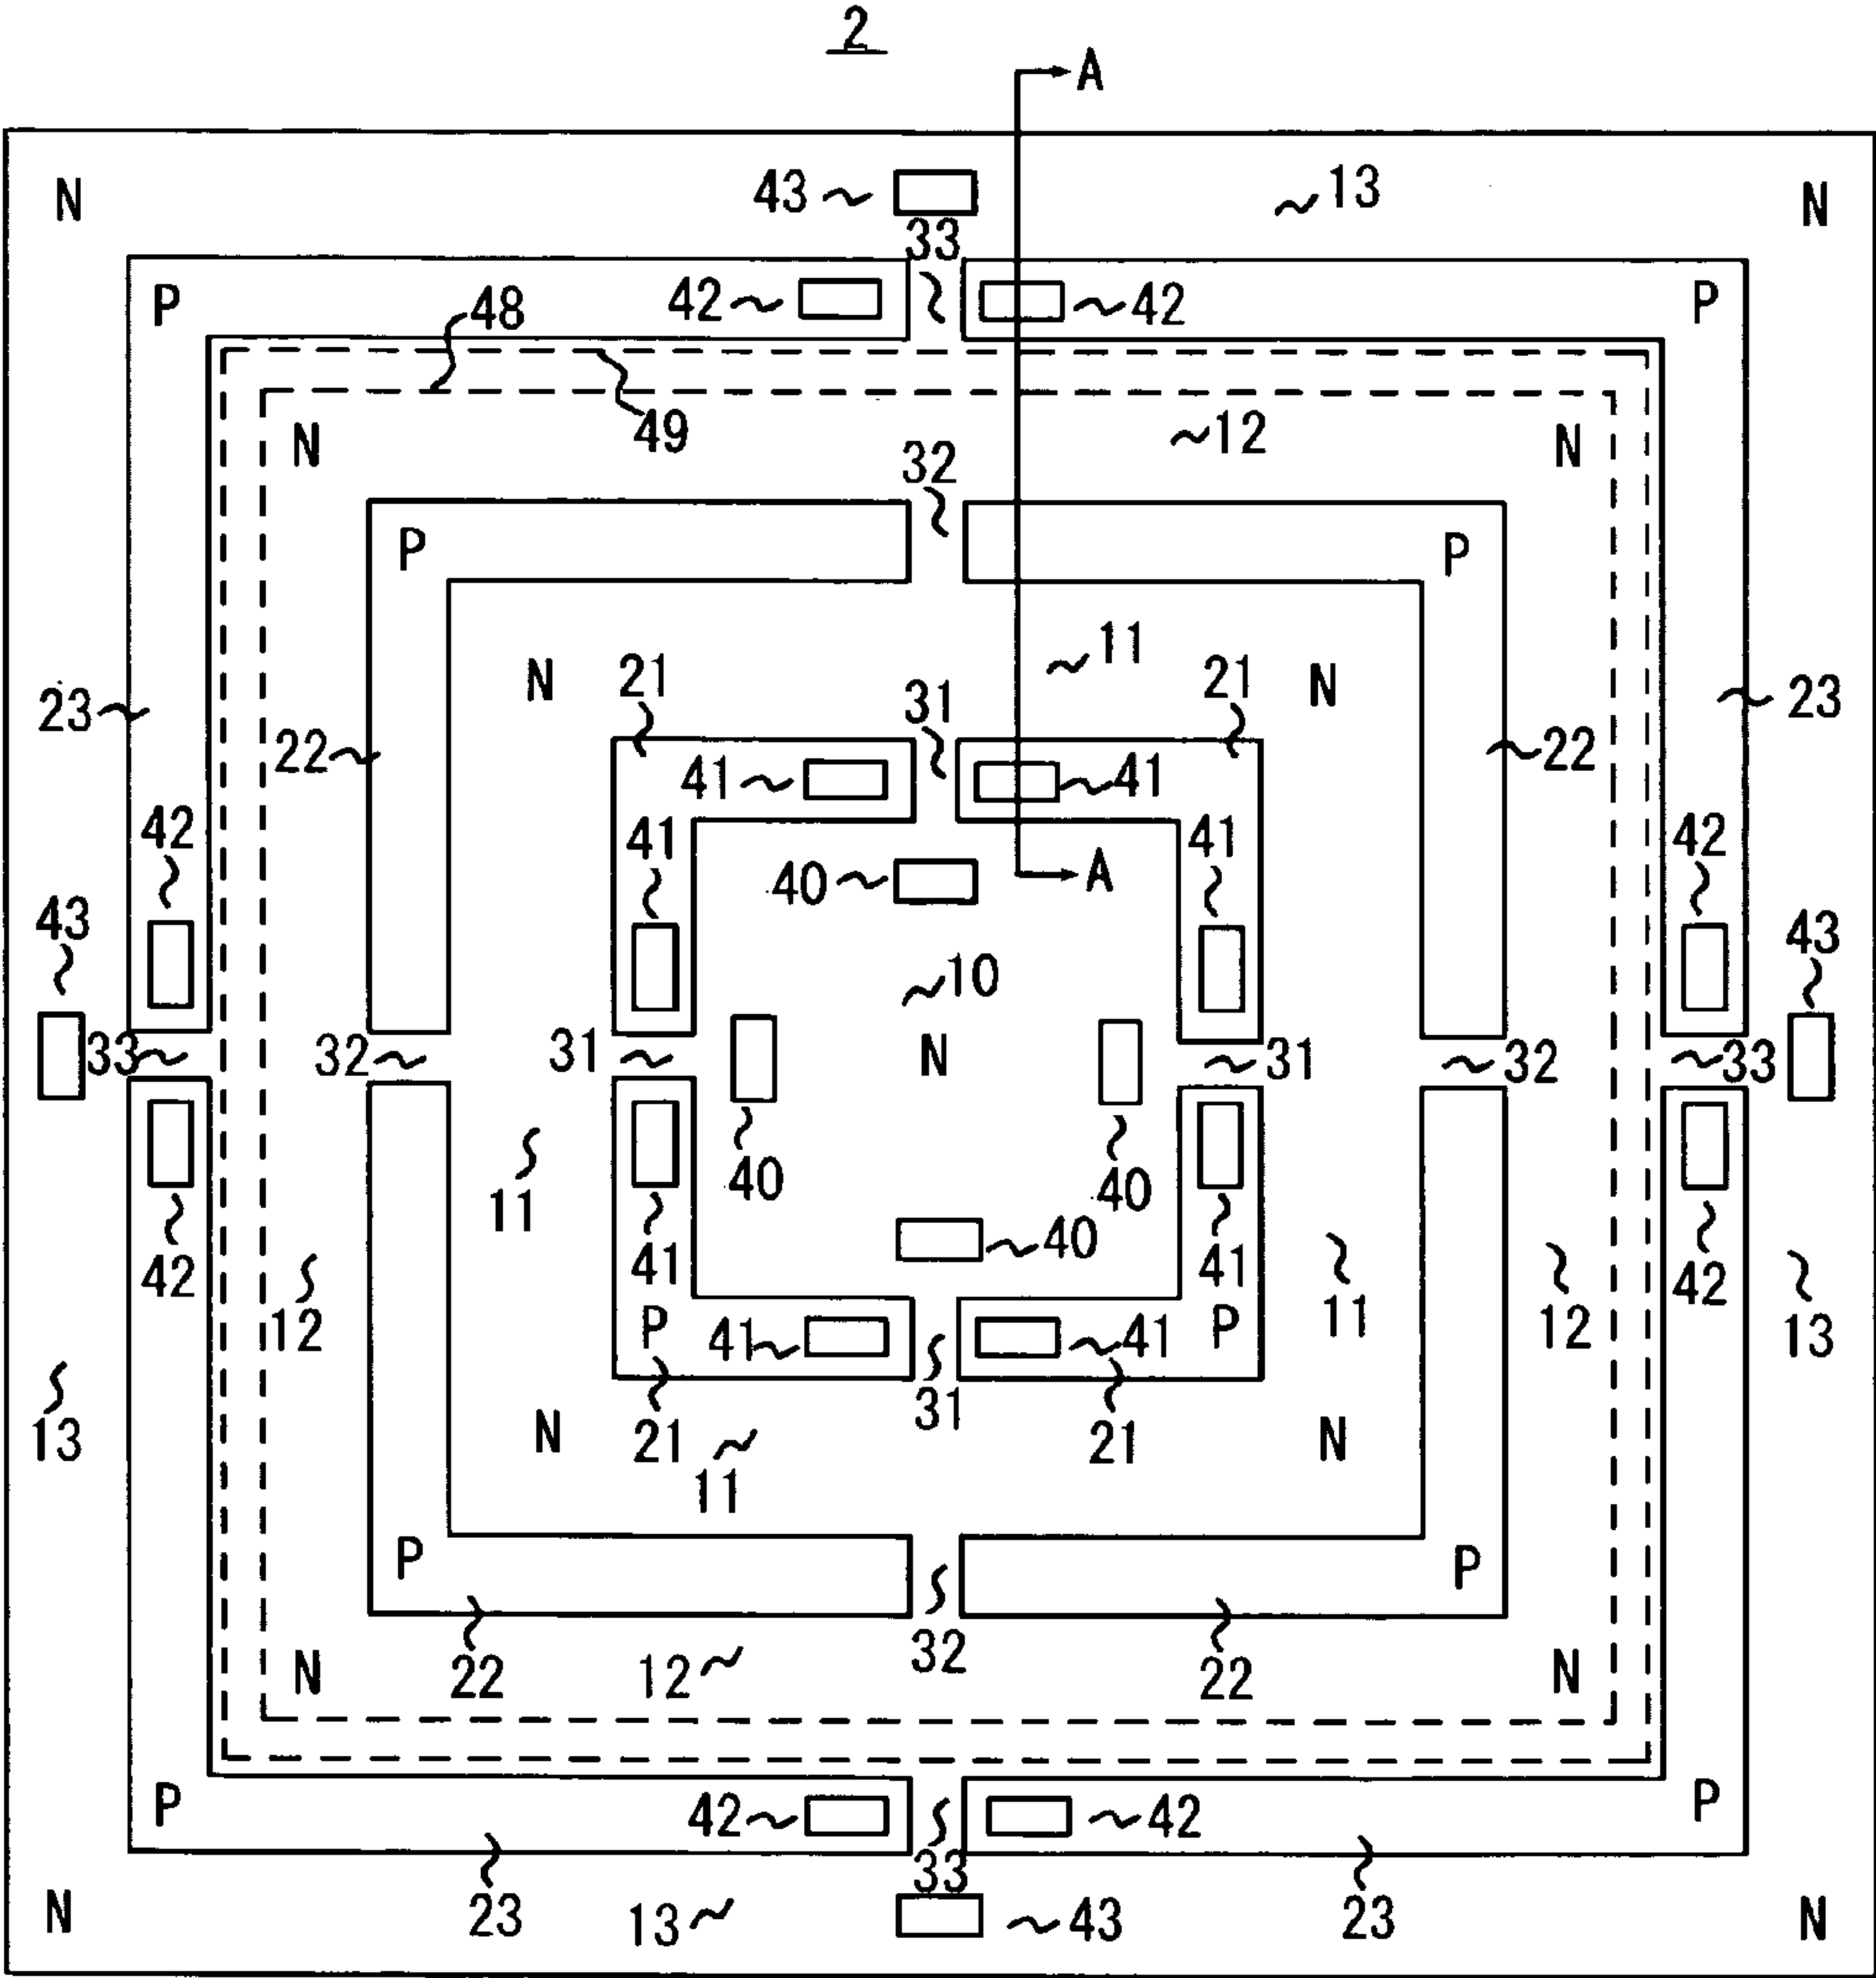 2
A
N 43 13 N
33
P 42 42 P
48
N 49 12 N
32
P P
11
N 21 31 21 N
23 23
22 22
41 41
42 41 41 42
40 A
43 43
10
33 32 31 N 31 32 33
11 40 40
40
42 41 41 42
12 11 12 13
P 41 41 P
13 31
N 21 21 N
11
P P
32
N 22 12 22 N
P 42 42 P
33
N 23 13 43 23 N